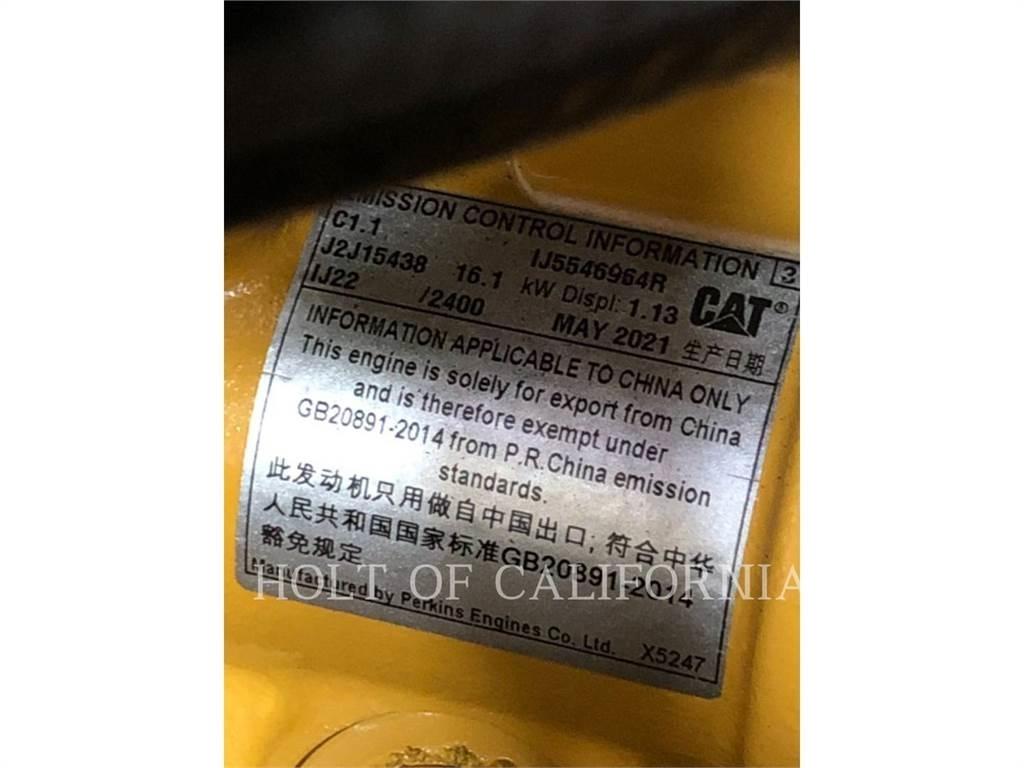 EMISSION CONTROL INFORMATION 3
C1.1 IJ5546964R
J2J15438 16.1 kW Displ: 1.13 CAT®
IJ22 /2400 MAY 2021 生产日期
INFORMATION APPLICABLE TO CHINA ONLY
This engine is solely for export from China
and is therefore exempt under
GB20891-2014 from P.R.China emission
standards.
此发动机只用做自中国出口; 符合中华
人民共和国国家标准GB20891-2014
豁免规定
Manufactured by Perkins Engines Co. Ltd. X5247
HOLT OF CALIFORNIA